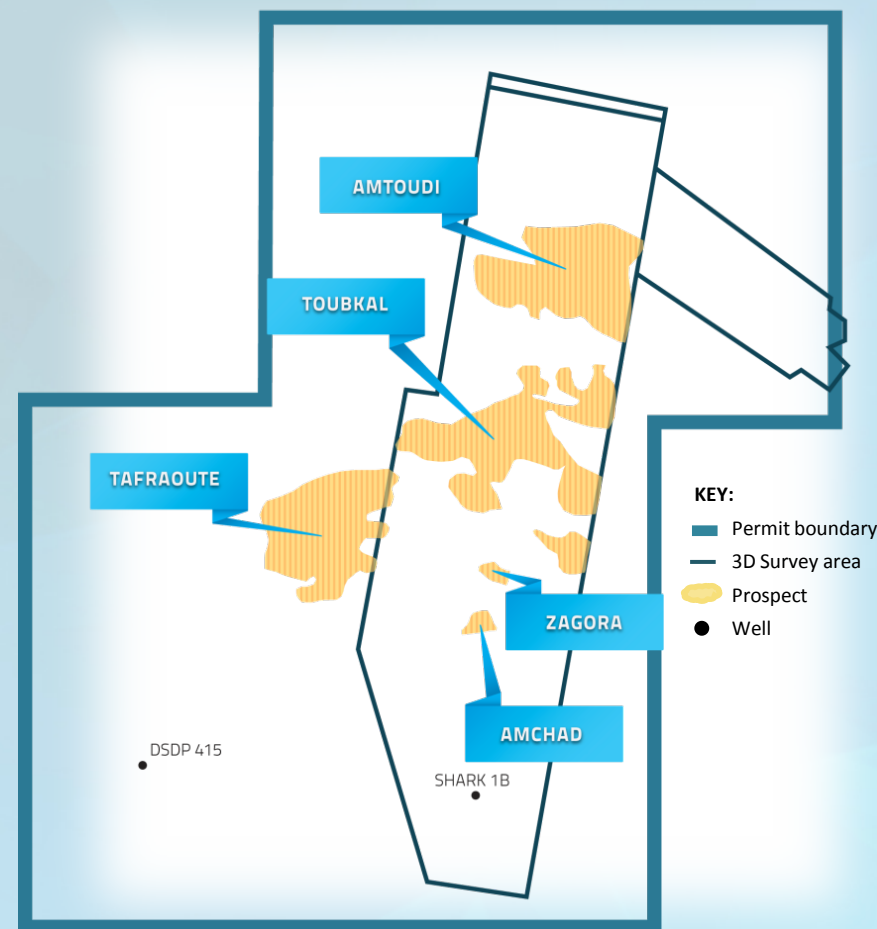 AMTOUDI
TOUBKAL
TAFRAOUTE
KEY:
Permit boundary
3D Survey area
Prospect
Well
ZAGORA
AMCHAD
DSDP 415
SHARK 1B